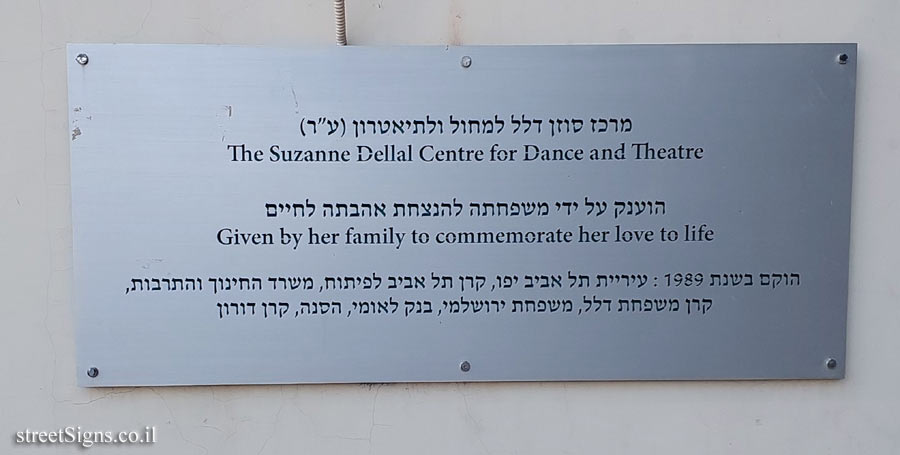 מרכז סוזן דלל למחול ולתיאטרון (ע״ר)
The Suzanne Dellal Centre for Dance and Theatre
הוענק על ידי משפחתה להנצחת אהבתה לחיים
Given by her family to commemorate her love to life
הוקם בשנת 1989 : עיריית תל אביב יפו, קרן תל אביב לפיתוח, משרד החינוך והתרבות,
קרן משפחת דלל, משפחת ירושלמי, בנק לאומי, הסנה, קרן דורון
streetSigns.co.il